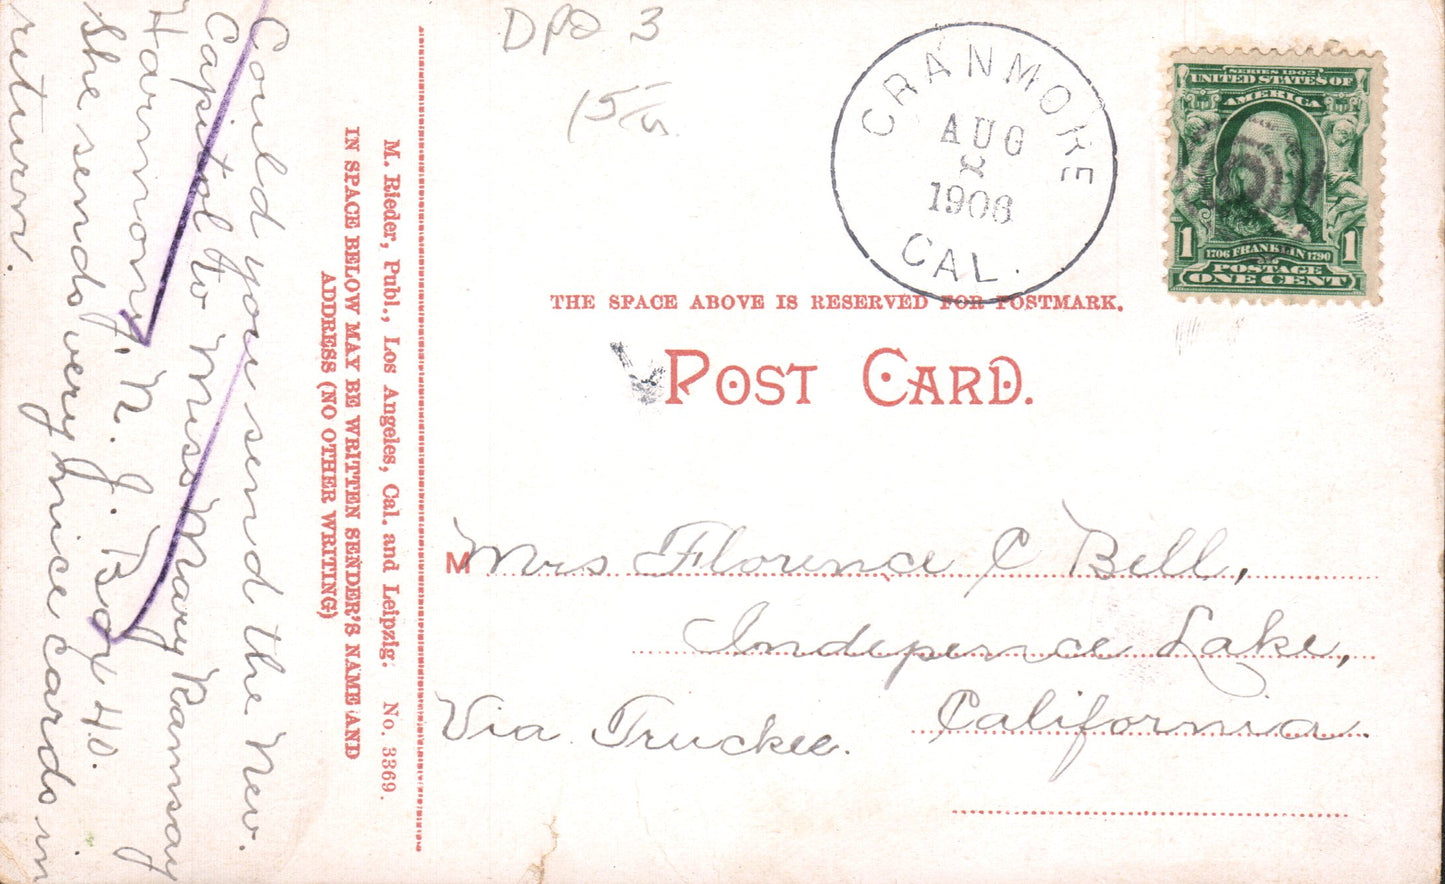 DPO 3
15
CRANMORE
AUG
2
1906
CAL.
SERIES 1902
UNITED STATES OF
AMERICA
1 1706 FRANKLIN 1790 1
POSTAGE
ONE CENT
THE SPACE ABOVE IS RESERVED FOR POSTMARK.
POST CARD.
M Mrs Florence C Bell,
Indepence Lake,
Via Truckee. California.
M. Rieder, Publ., Los Angeles, Cal. and Leipzig. No. 3369.
IN SPACE BELOW MAY BE WRITTEN SENDER'S NAME AND
ADDRESS (NO OTHER WRITING)
Could you send the New.
Capitol to Miss Mary Ramsay
Harmony, N. J. Box 40.
She sends very nice cards in
return.